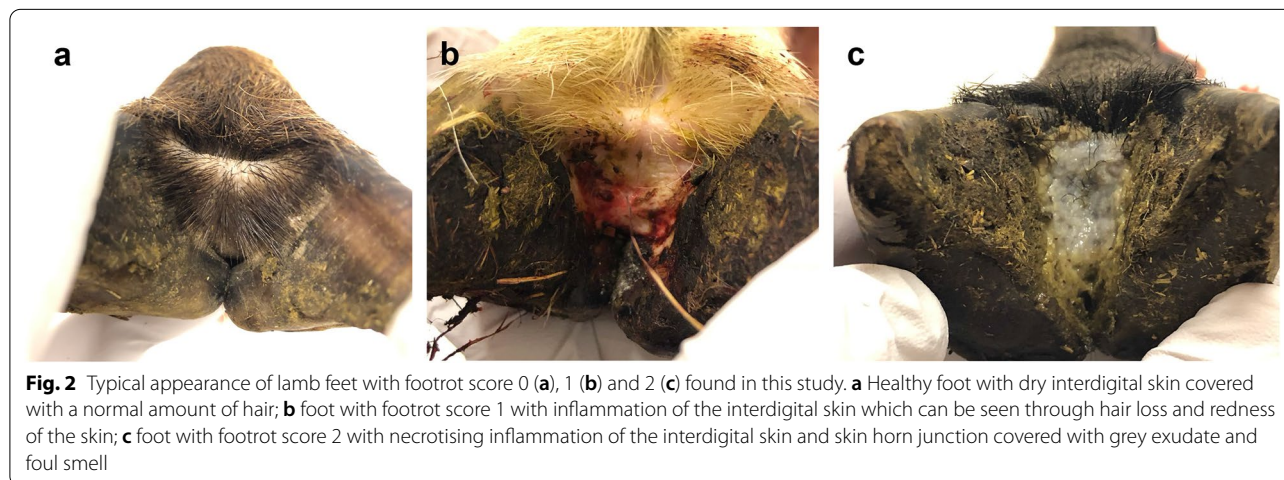 a
b
c
Fig. 2 Typical appearance of lamb feet with footrot score 0 (a), 1 (b) and 2 (c) found in this study. a Healthy foot with dry interdigital skin covered
with a normal amount of hair; b foot with footrot score 1 with inflammation of the interdigital skin which can be seen through hair loss and redness
of the skin; c foot with footrot score 2 with necrotising inflammation of the interdigital skin and skin horn junction covered with grey exudate and
foul smell